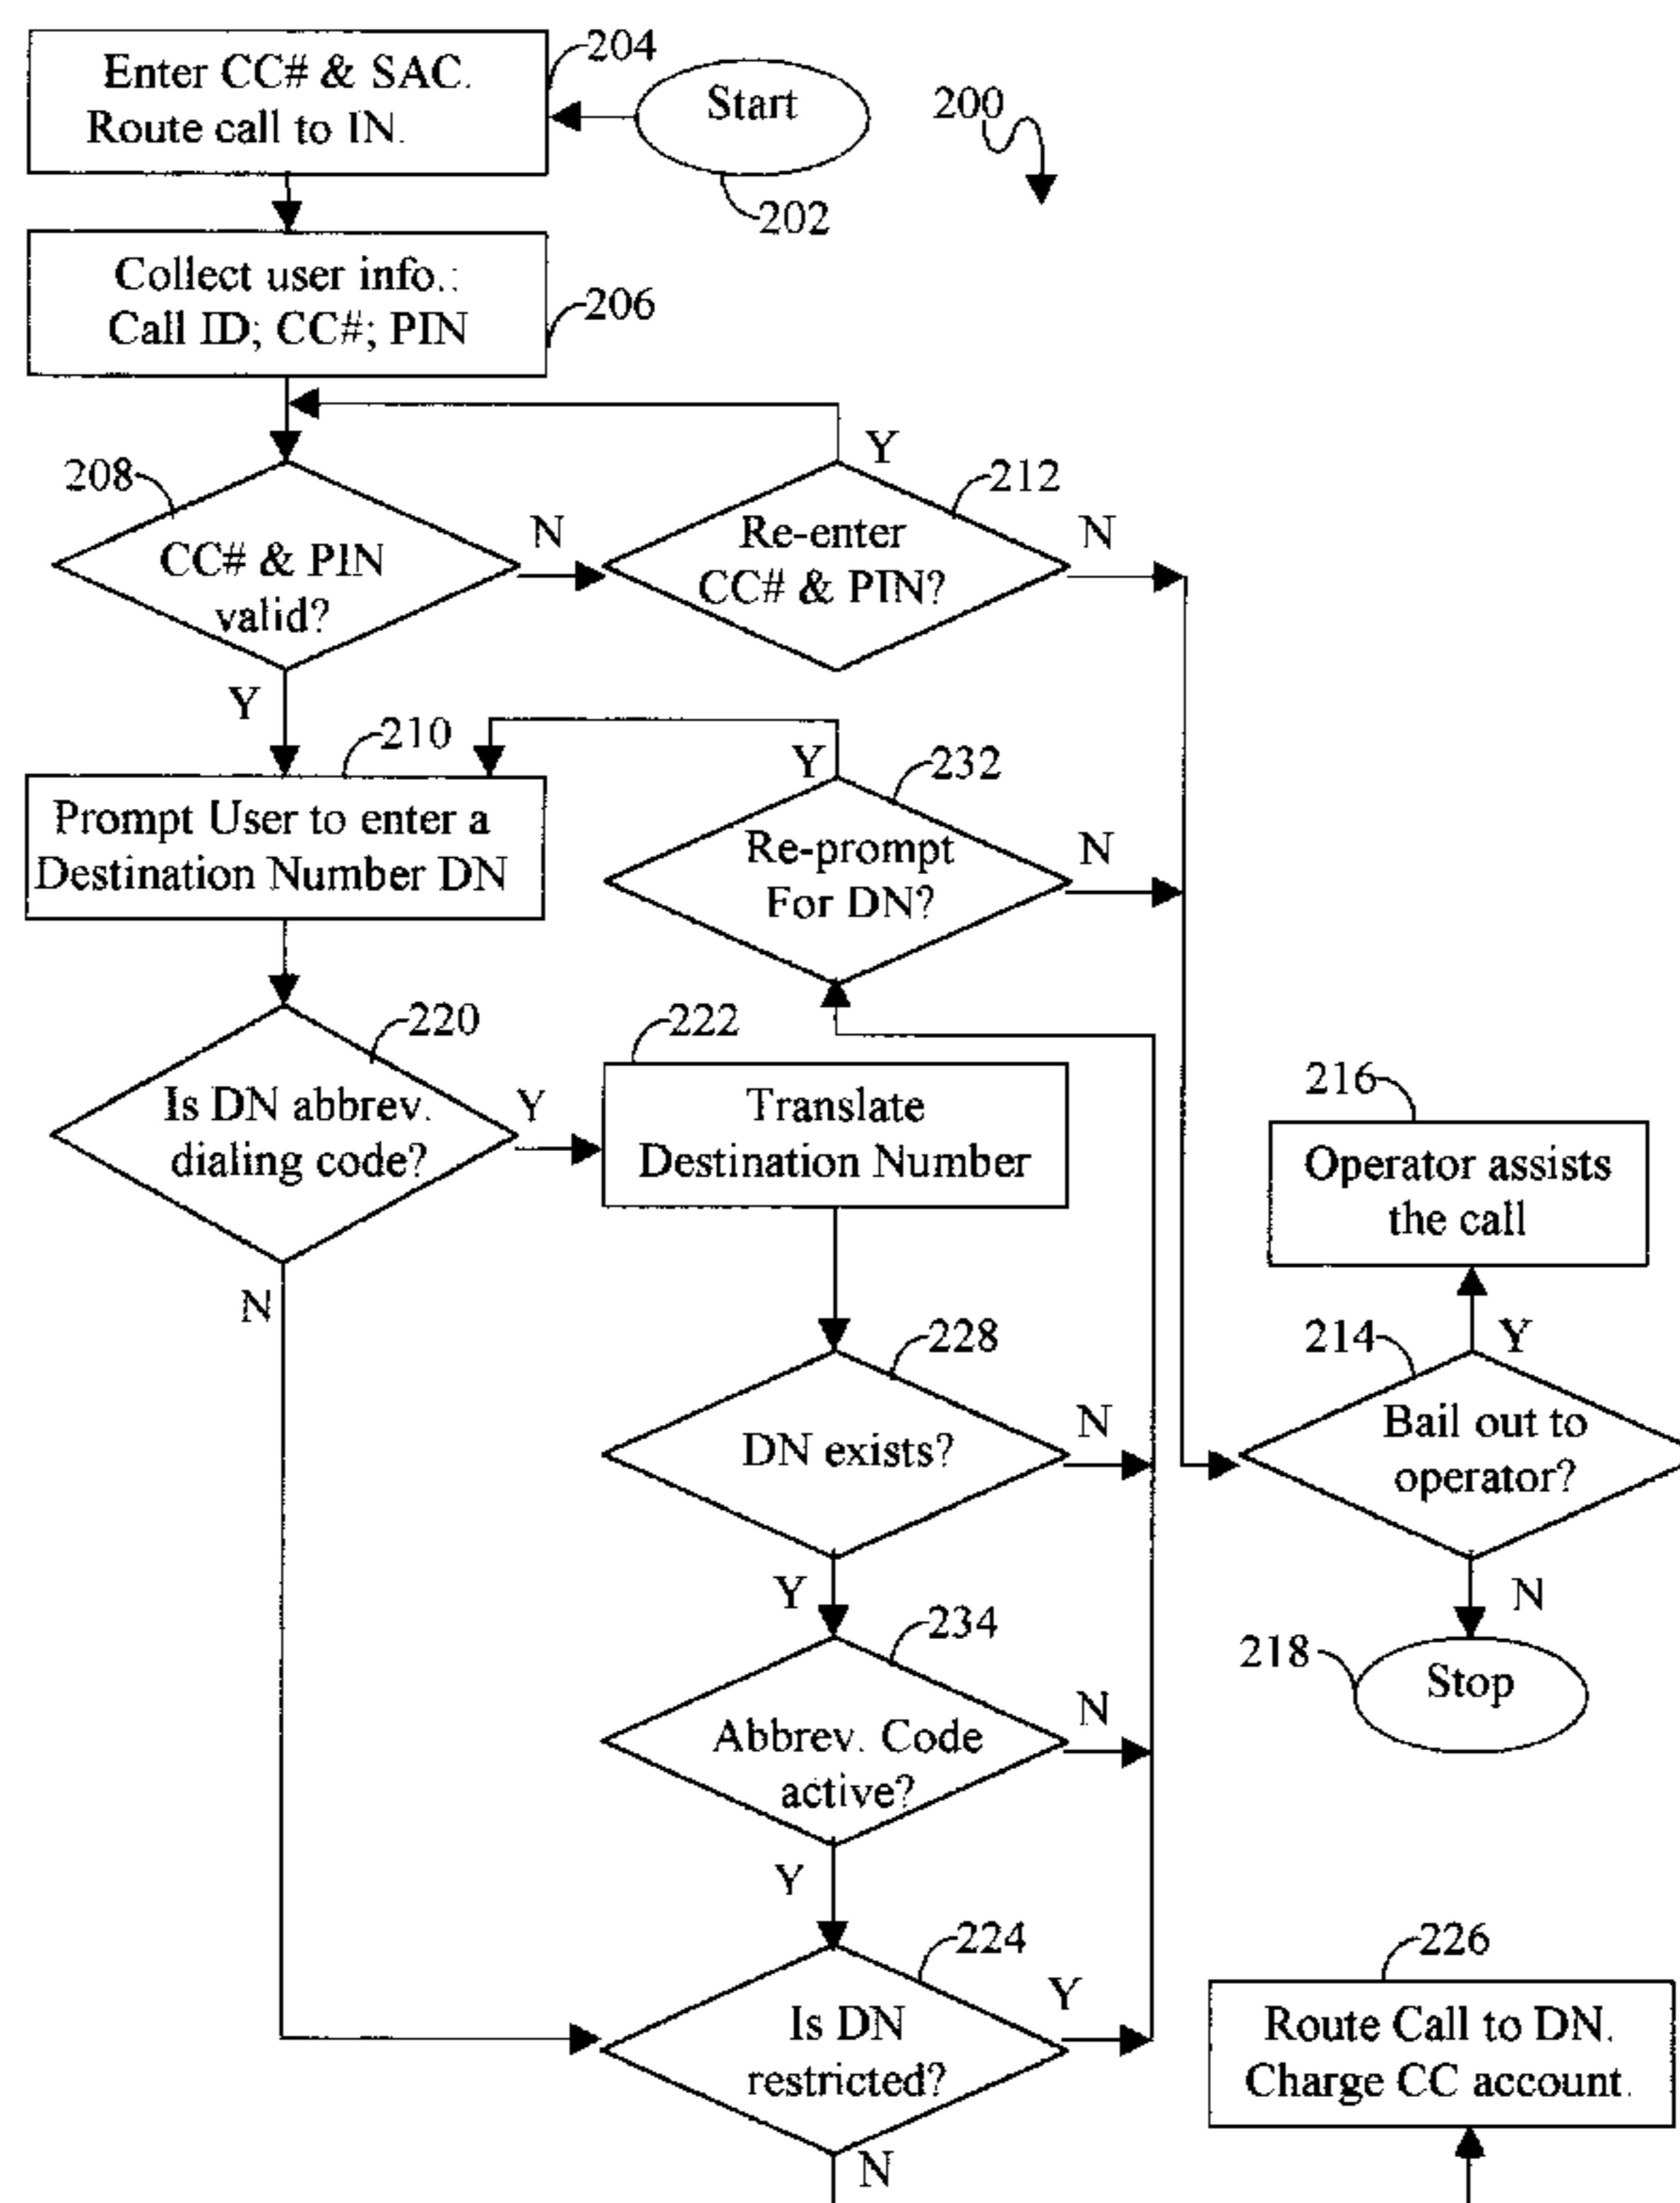 Enter CC# & SAC.
Route call to IN.
204
Start
202
200
Collect user info.:
Call ID; CC#; PIN
206
208
CC# & PIN
valid?
N
Y
Re-enter
CC# & PIN?
212
Y
N
210
Prompt User to enter a
Destination Number DN
Y
232
Re-prompt
For DN?
N
220
Is DN abbrev.
dialing code?
Y
N
222
Translate
Destination Number
216
Operator assists
the call
228
DN exists?
N
Y
214
Y
Bail out to
operator?
N
234
Abbrev. Code
active?
N
Y
218
Stop
224
Is DN
restricted?
Y
N
226
Route Call to DN.
Charge CC account.